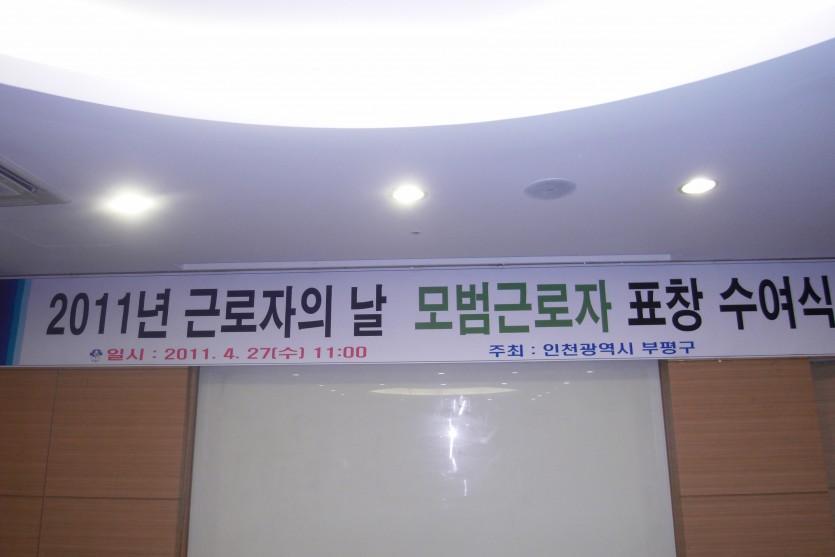 2011년 근로자의 날 모범근로자 표창 수여식
일시 : 2011. 4. 27(수) 11:00 주최 : 인천광역시 부평구